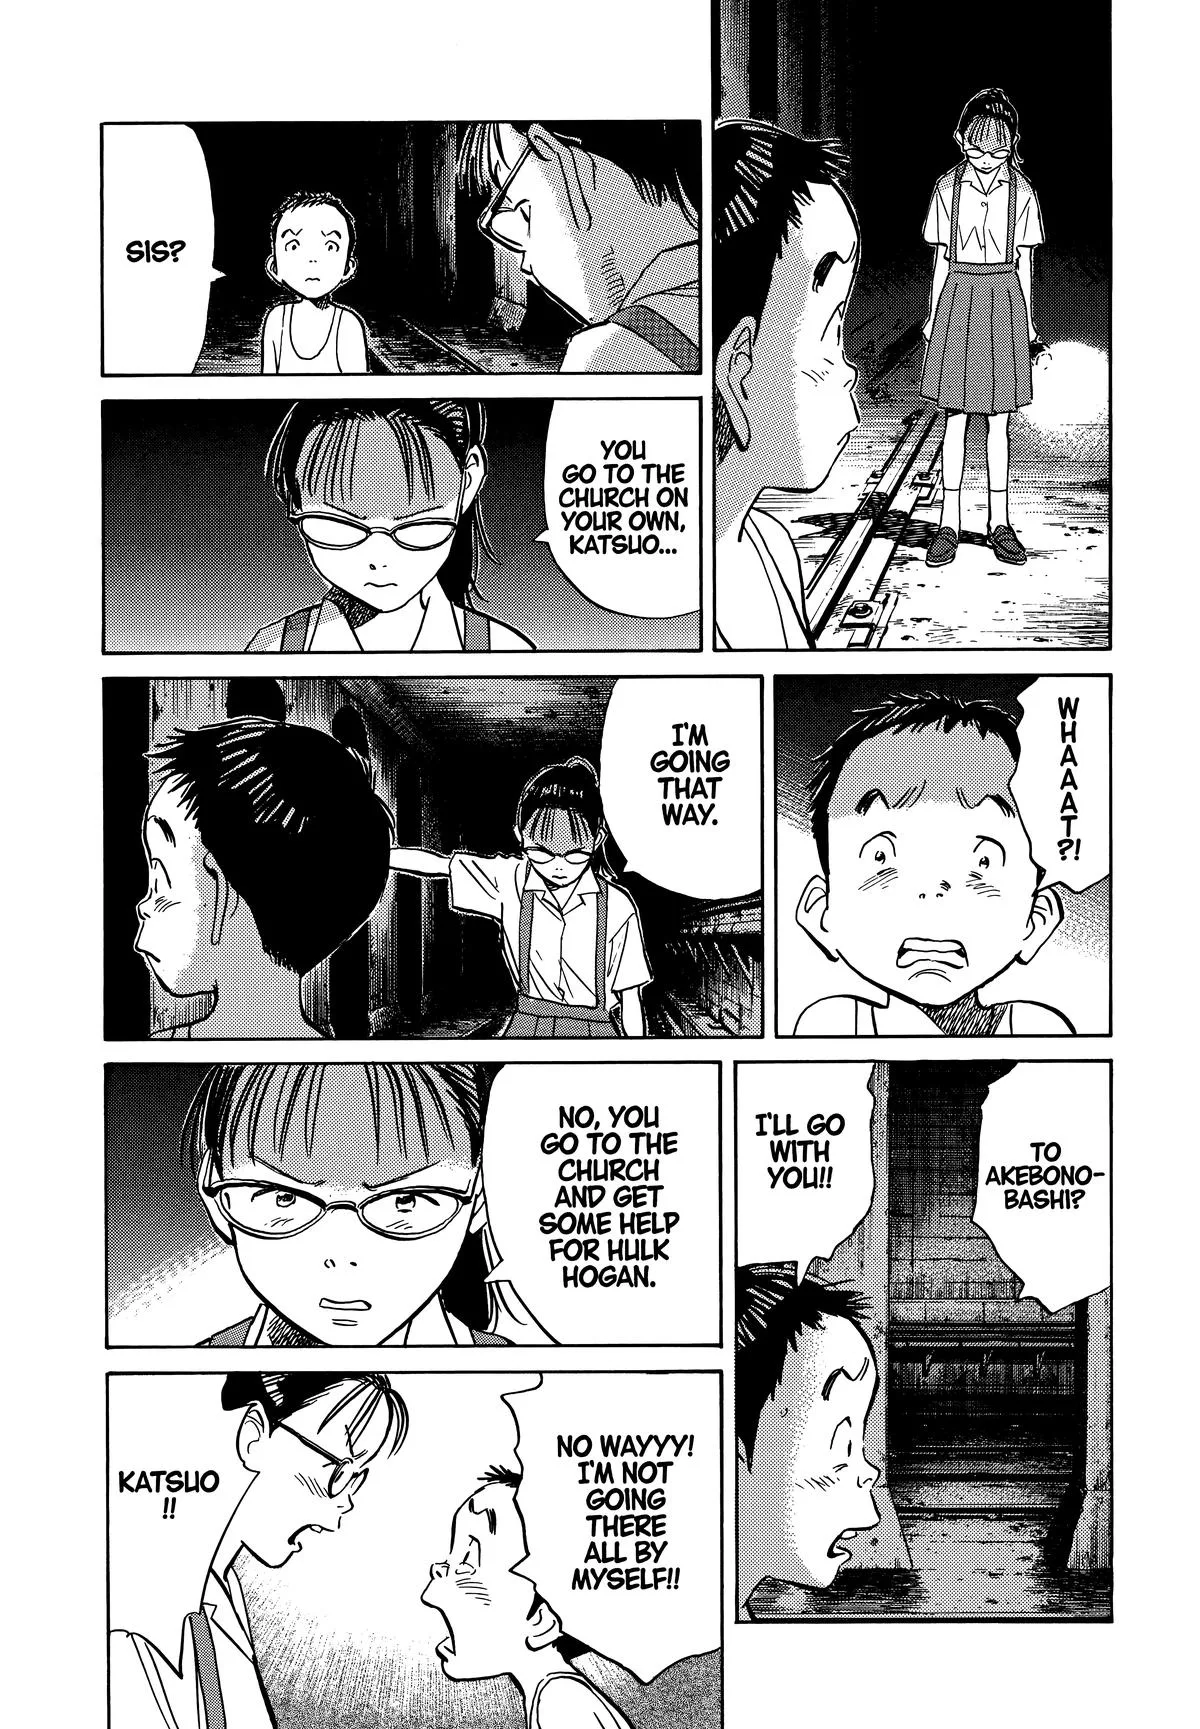 SIS?
YOU
GO TO THE
CHURCH ON
YOUR OWN,
KATSUO...
WHAAAT?!
I'M
GOING
THAT
WAY.
TO
AKEBONO-
BASHI?
I'LL GO
WITH
YOU!!
NO, YOU
GO TO THE
CHURCH
AND GET
SOME HELP
FOR HULK
HOGAN.
NO WAYYY!
I'M NOT
GOING
THERE
ALL BY
MYSELF!!
KATSUO
!!